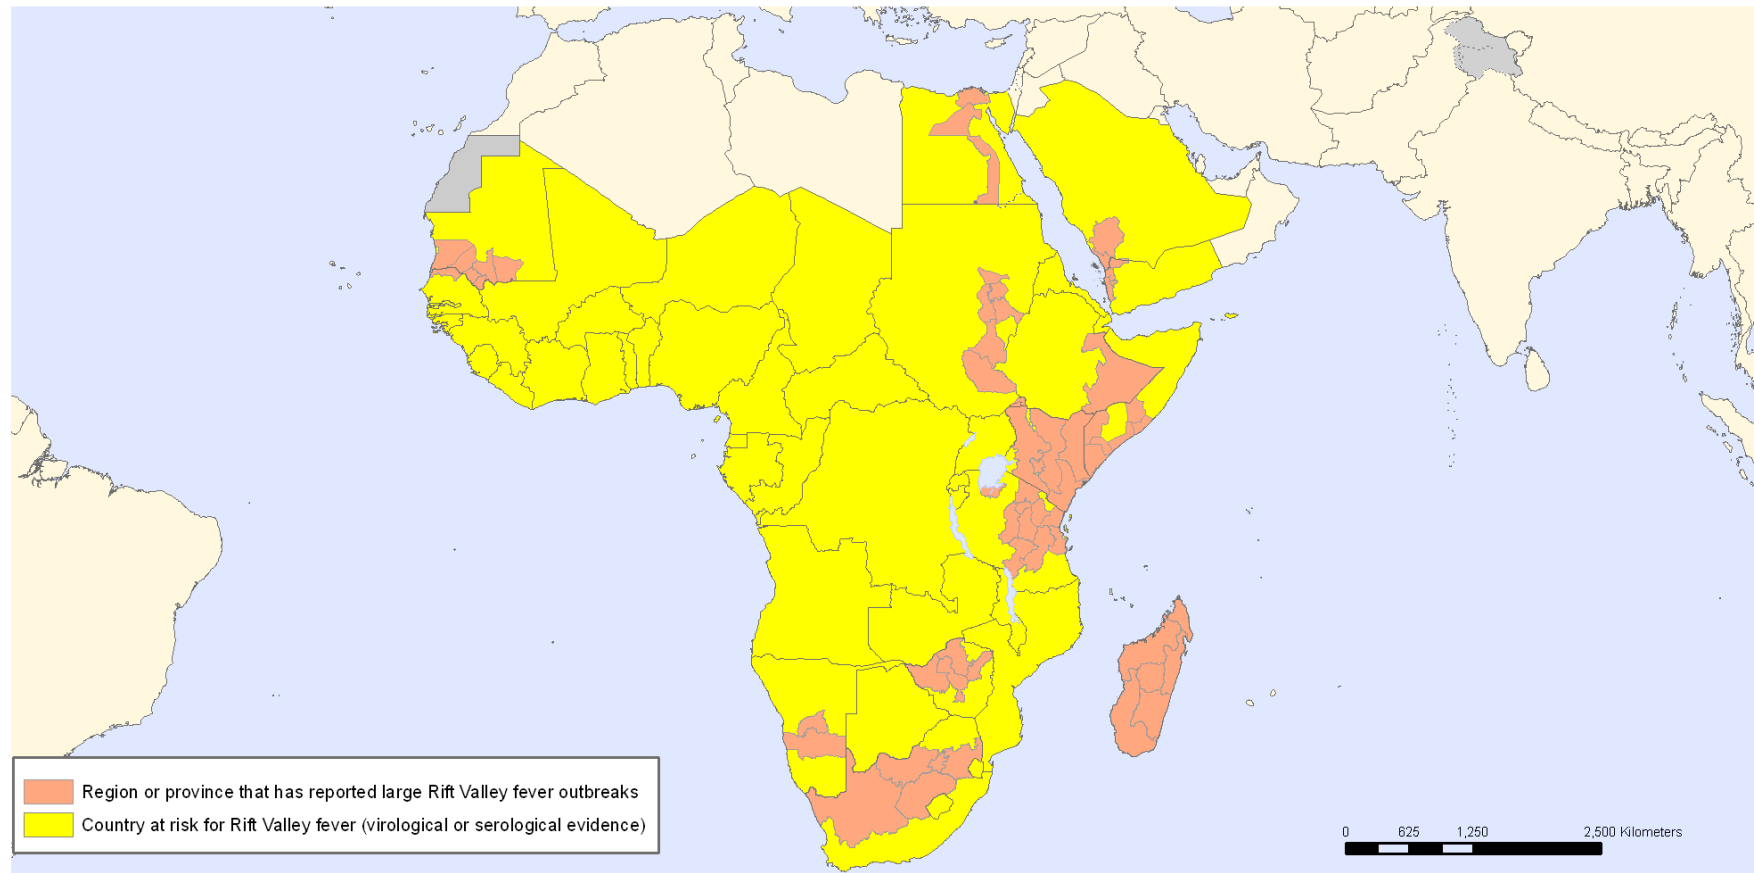 Region or province that has reported large Rift Valley fever outbreaks
Country at risk for Rift Valley fever (virological or serological evidence)
0 625 1,250 2,500 Kilometers